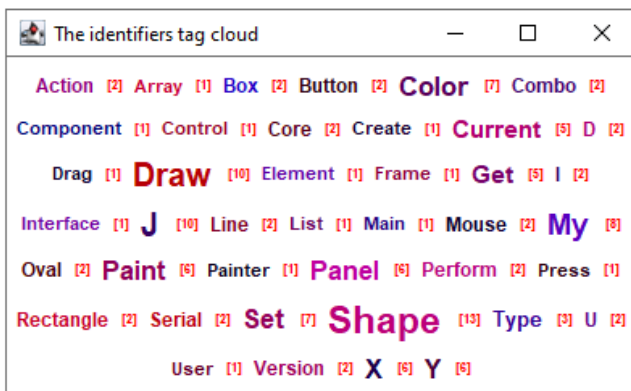 The identifiers tag cloud
Action [2] Array [1] Box [2] Button [2] Color [7] Combo [2]
Component [1] Control [1] Core [2] Create [1] Current [5] D [2]
Drag [1] Draw [10] Element [1] Frame [1] Get [5] I [2]
Interface [1] J [10] Line [2] List [1] Main [1] Mouse [2] My [8]
Oval [2] Paint [6] Painter [1] Panel [6] Perform [2] Press [1]
Rectangle [2] Serial [2] Set [7] Shape [13] Type [3] U [2]
User [1] Version [2] X [6] Y [6]